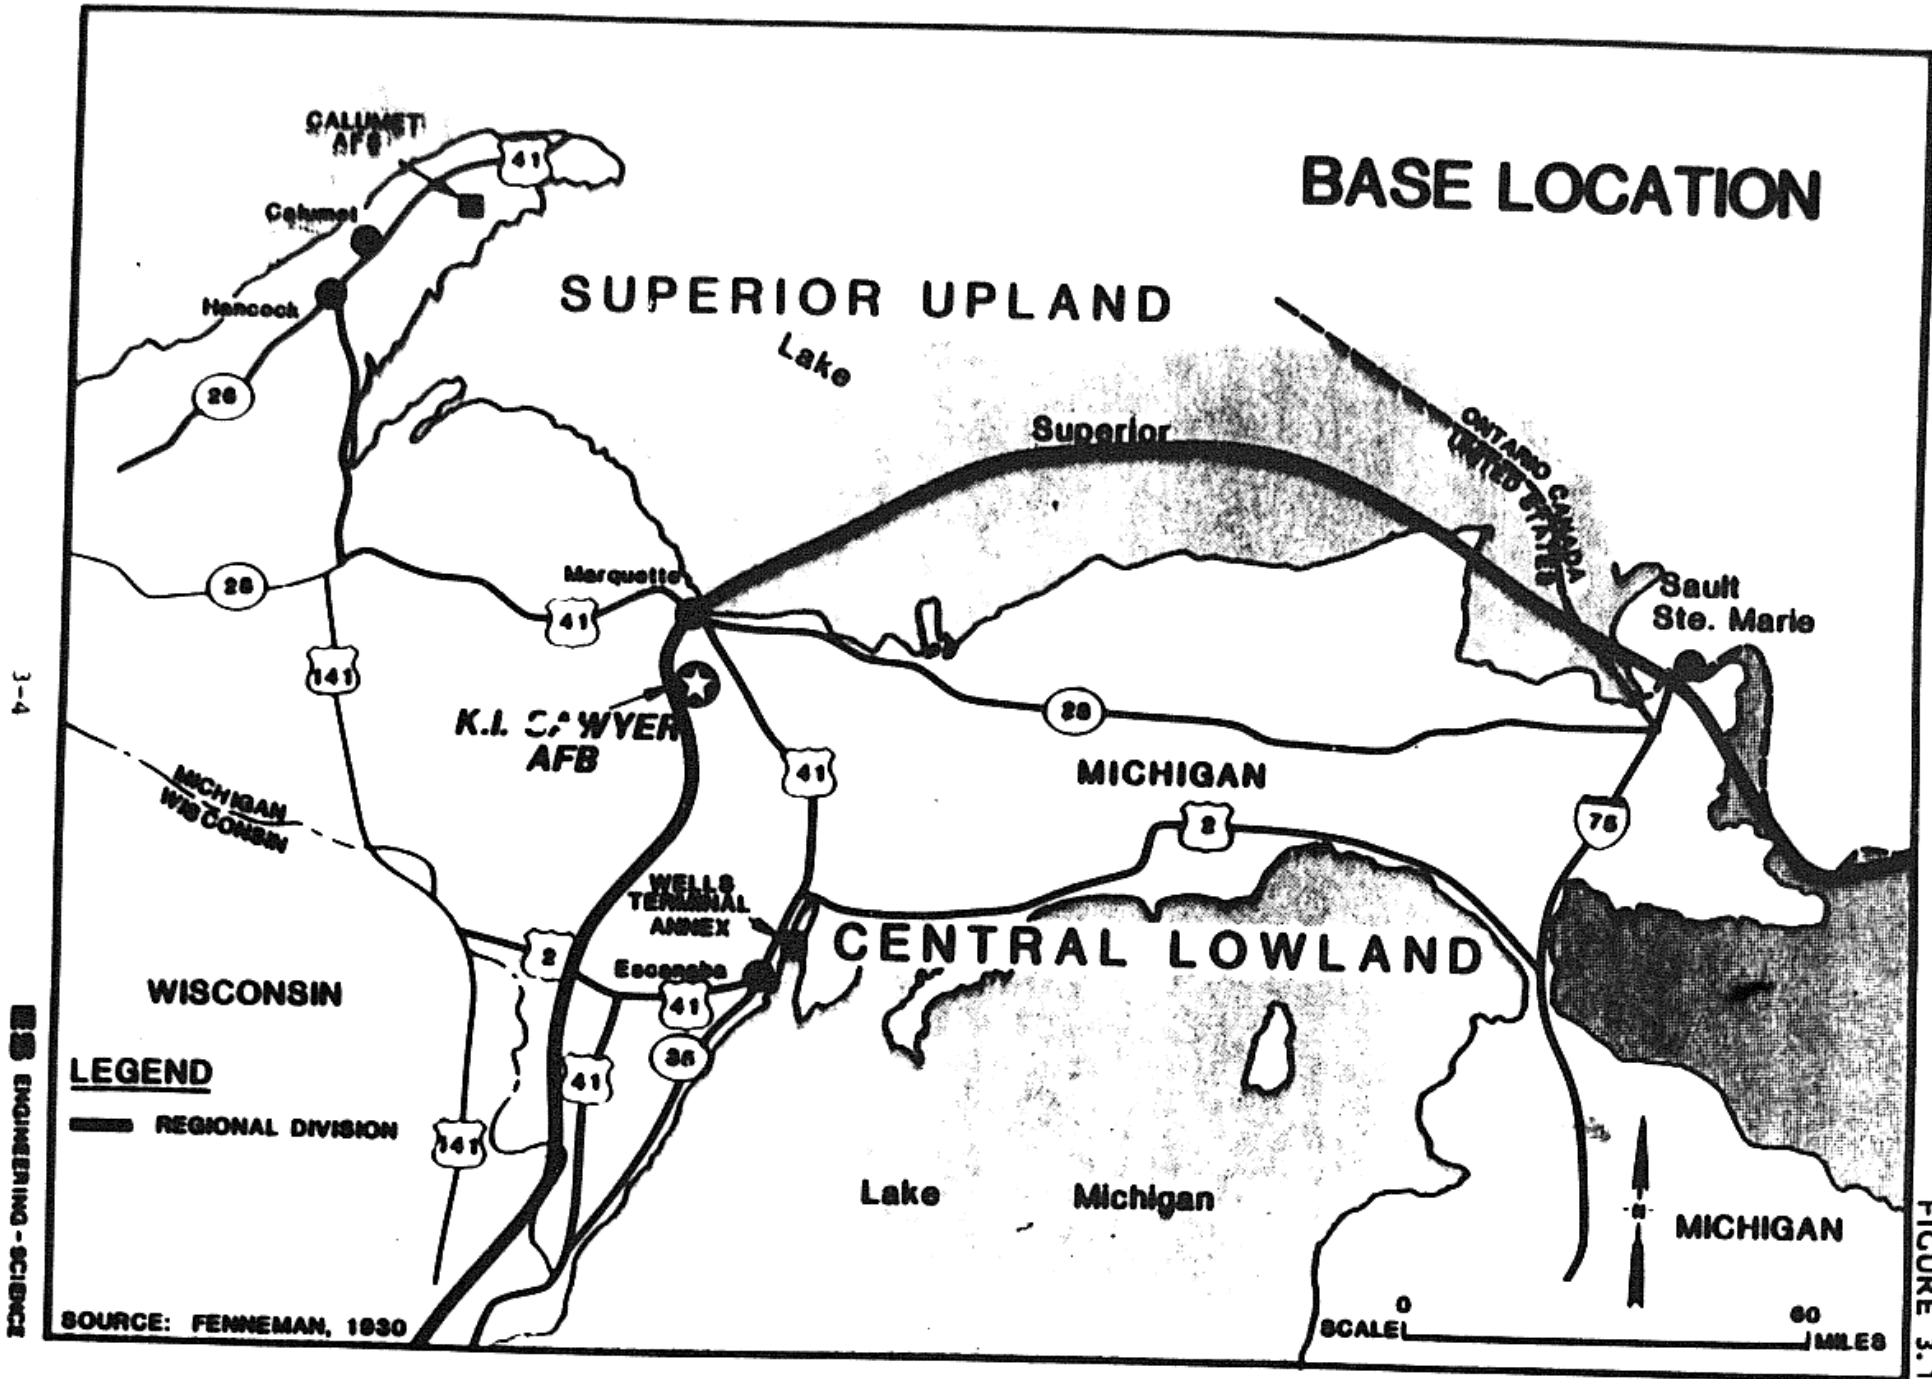 CALUMET
AFS
41
BASE LOCATION
Calumet
SUPERIOR UPLAND
Hancock
Lake
26
Superior
ONTARIO CANADA
UNITED STATES
Marquette
28
41
Sault
Ste. Marie
141
K.I. SAWYER
AFB
28
41
MICHIGAN
MICHIGAN
WISCONSIN
2
75
WELLS
TERMINAL
ANNEX
CENTRAL LOWLAND
2
Escanaba
41
WISCONSIN
35
41
LEGEND
REGIONAL DIVISION
141
Lake Michigan
-N-
MICHIGAN
SOURCE: FENNEMAN, 1930
0 60
SCALE MILES
3-4
ES ENGINEERING-SCIENCE
FIGURE 3.1